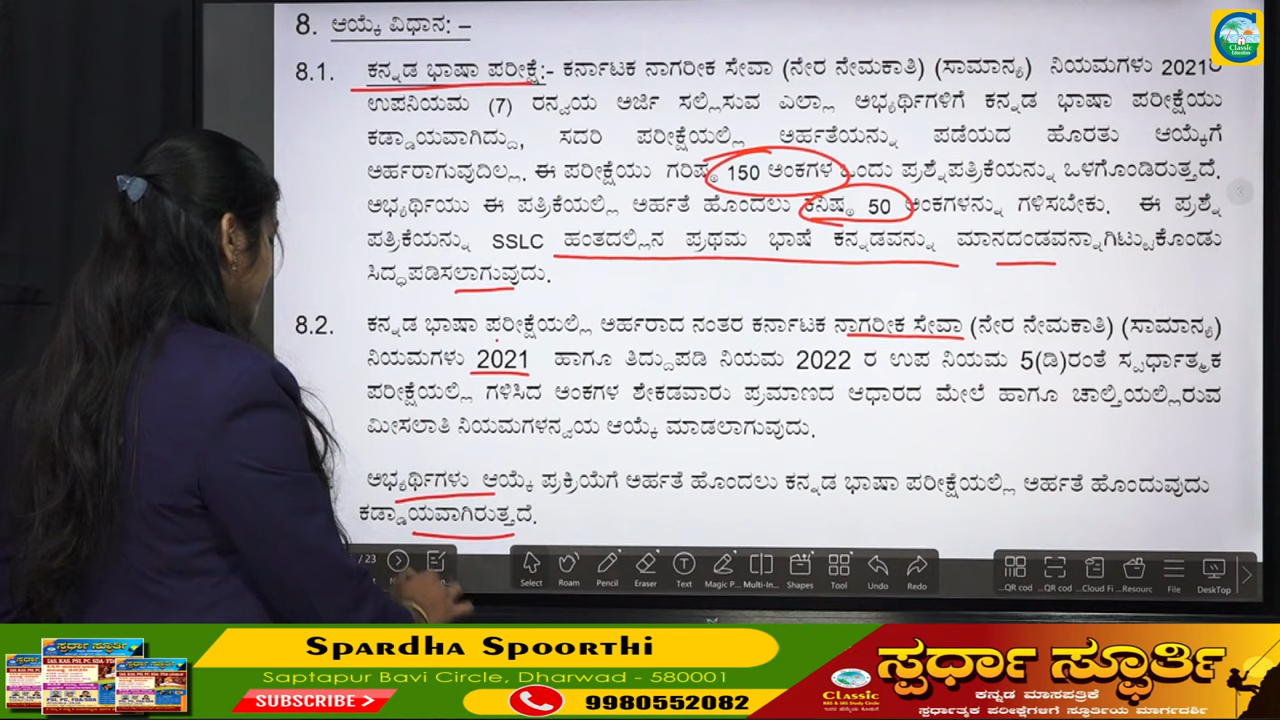 8. ಆಯ್ಕೆ ವಿಧಾನ: –
8.1. ಕನ್ನಡ ಭಾಷಾ ಪರೀಕ್ಷೆ:- ಕರ್ನಾಟಕ ನಾಗರೀಕ ಸೇವಾ (ನೇರ ನೇಮಕಾತಿ) (ಸಾಮಾನ್ಯ) ನಿಯಮಗಳು 2021ರ
ಉಪನಿಯಮ (7) ರನ್ವಯ ಅರ್ಜಿ ಸಲ್ಲಿಸುವ ಎಲ್ಲಾ ಅಭ್ಯರ್ಥಿಗಳಿಗೆ ಕನ್ನಡ ಭಾಷಾ ಪರೀಕ್ಷೆಯು
ಕಡ್ಡಾಯವಾಗಿದ್ದು, ಸದರಿ ಪರೀಕ್ಷೆಯಲ್ಲಿ ಅರ್ಹತೆಯನ್ನು ಪಡೆಯದ ಹೊರತು ಆಯ್ಕೆಗೆ
ಅರ್ಹರಾಗುವುದಿಲ್ಲ. ಈ ಪರೀಕ್ಷೆಯು ಗರಿಷ್ಠ 150 ಅಂಕಗಳ ಒಂದು ಪ್ರಶ್ನೆಪತ್ರಿಕೆಯನ್ನು ಒಳಗೊಂಡಿರುತ್ತದೆ.
ಅಭ್ಯರ್ಥಿಯು ಈ ಪತ್ರಿಕೆಯಲ್ಲಿ ಅರ್ಹತೆ ಹೊಂದಲು ಕನಿಷ್ಠ 50 ಅಂಕಗಳನ್ನು ಗಳಿಸಬೇಕು. ಈ ಪ್ರಶ್ನೆ
ಪತ್ರಿಕೆಯನ್ನು SSLC ಹಂತದಲ್ಲಿನ ಪ್ರಥಮ ಭಾಷೆ ಕನ್ನಡವನ್ನು ಮಾನದಂಡವನ್ನಾಗಿಟ್ಟುಕೊಂಡು
ಸಿದ್ಧಪಡಿಸಲಾಗುವುದು.
8.2. ಕನ್ನಡ ಭಾಷಾ ಪರೀಕ್ಷೆಯಲ್ಲಿ ಅರ್ಹರಾದ ನಂತರ ಕರ್ನಾಟಕ ನಾಗರೀಕ ಸೇವಾ (ನೇರ ನೇಮಕಾತಿ) (ಸಾಮಾನ್ಯ)
ನಿಯಮಗಳು 2021 ಹಾಗೂ ತಿದ್ದುಪಡಿ ನಿಯಮ 2022 ರ ಉಪ ನಿಯಮ 5(ಡಿ)ರಂತೆ ಸ್ಪರ್ಧಾತ್ಮಕ
ಪರೀಕ್ಷೆಯಲ್ಲಿ ಗಳಿಸಿದ ಅಂಕಗಳ ಶೇಕಡವಾರು ಪ್ರಮಾಣದ ಆಧಾರದ ಮೇಲೆ ಹಾಗೂ ಚಾಲ್ತಿಯಲ್ಲಿರುವ
ಮೀಸಲಾತಿ ನಿಯಮಗಳನ್ವಯ ಆಯ್ಕೆ ಮಾಡಲಾಗುವುದು.
ಅಭ್ಯರ್ಥಿಗಳು ಆಯ್ಕೆ ಪ್ರಕ್ರಿಯೆಗೆ ಅರ್ಹತೆ ಹೊಂದಲು ಕನ್ನಡ ಭಾಷಾ ಪರೀಕ್ಷೆಯಲ್ಲಿ ಅರ್ಹತೆ ಹೊಂದುವುದು
ಕಡ್ಡಾಯವಾಗಿರುತ್ತದೆ.
/ 23
Select Roam Pencil Eraser Text Magic P... Multi-In... Shapes Tool Undo Redo ...QR cod ...QR cod ...Cloud Fi ...Resourc File DeskTop
Classic
Education
Spardha Spoorthi
Saptapur Bavi Circle, Dharwad - 580001
SUBSCRIBE > 9980552082
ಸ್ಪರ್ಧಾ ಸ್ಫೂರ್ತಿ
Classic
KAS & IAS Study Circle
ಕನ್ನಡ ಮಾಸಪತ್ರಿಕೆ
ಸ್ಪರ್ಧಾತ್ಮಕ ಪರೀಕ್ಷೆಗಳಿಗೆ ಸ್ಫೂರ್ತಿಯ ಮಾರ್ಗದರ್ಶಿ
ಸ್ಪರ್ಧಾ ಸ್ಫೂರ್ತಿ